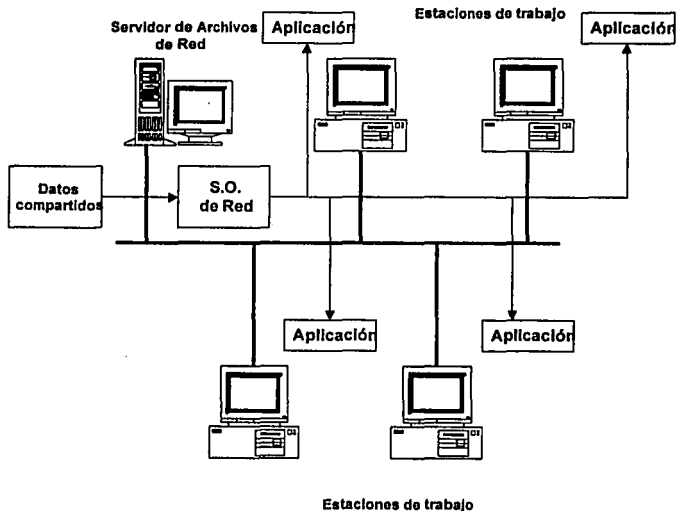 Estaciones de trabajo
Servidor de Archivos
de Red
Aplicación
Aplicación
Datos
compartidos
S.O.
de Red
Aplicación
Aplicación
Estaciones de trabajo